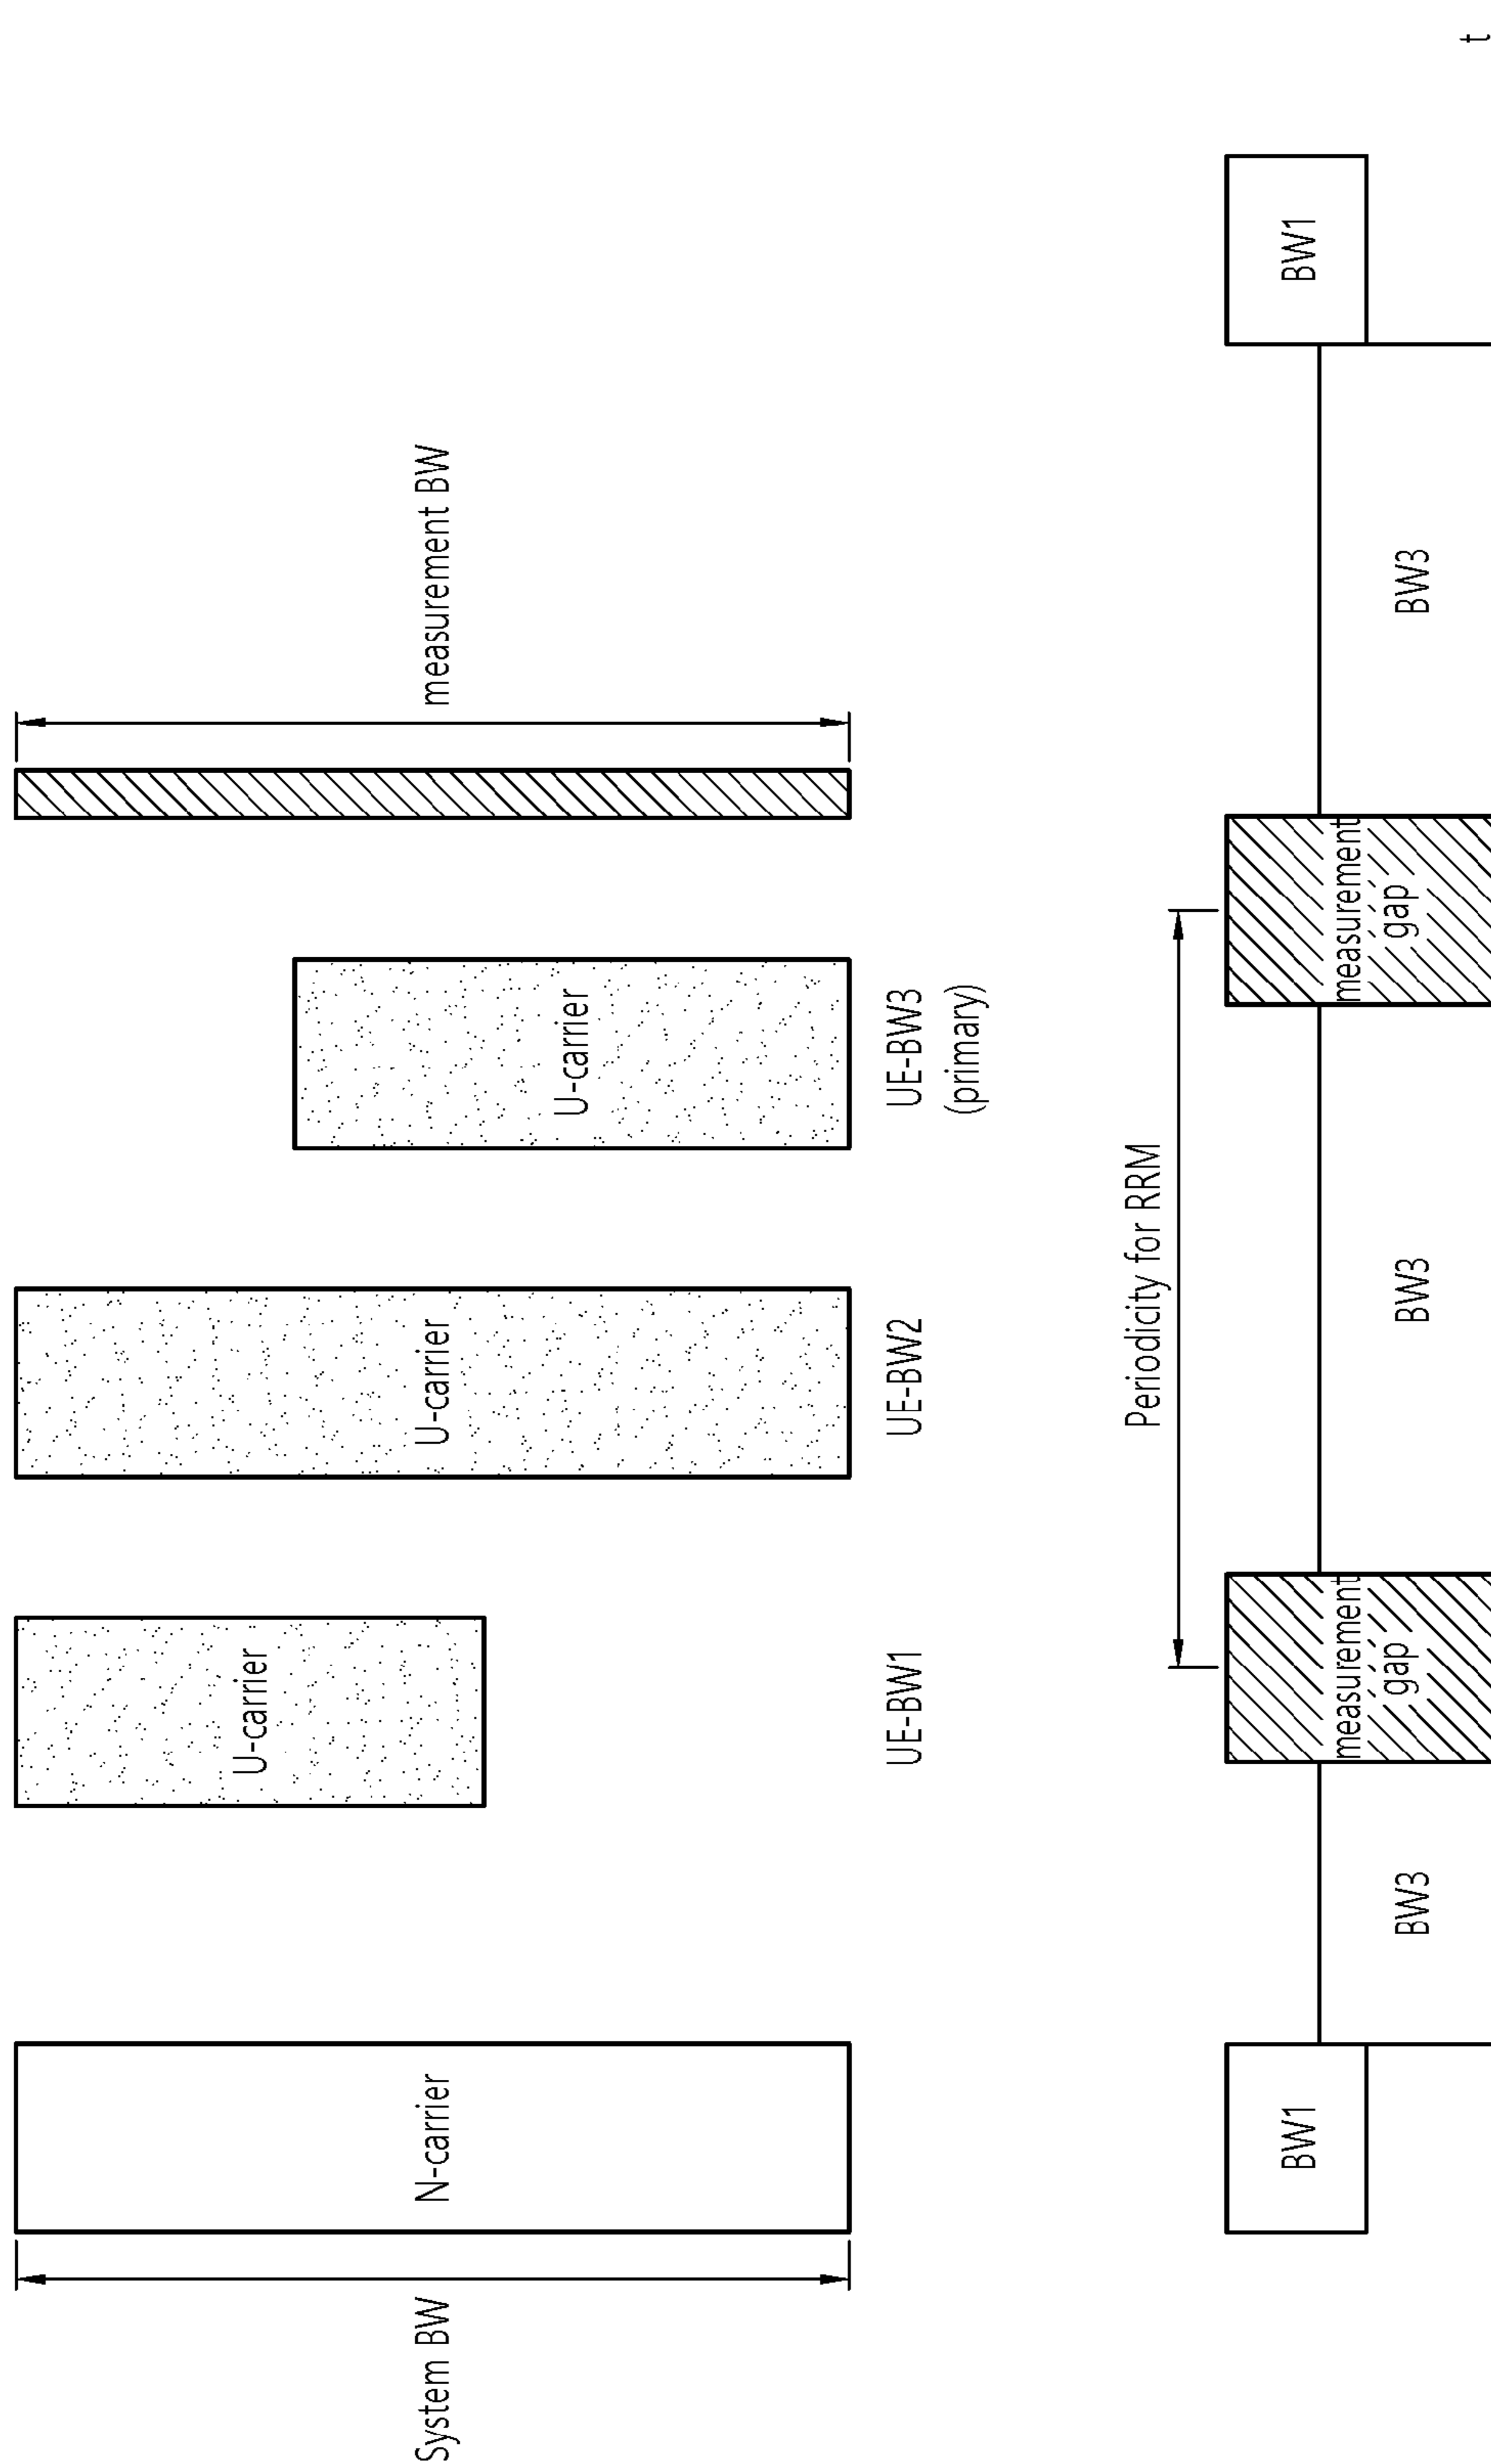 System BW
N-carrier
U-carrier
U-carrier
U-carrier
measurement BW
UE-BW1
UE-BW2
UE-BW3
(primary)
Periodicity for RRM
BW1
BW3
measurement
gap
BW3
measurement
gap
BW3
BW1
t